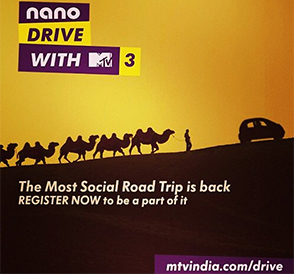 nano
DRIVE
WITH MTV 3
The Most Social Road Trip is back
REGISTER NOW to be a part of it
mtvindia.com/drive